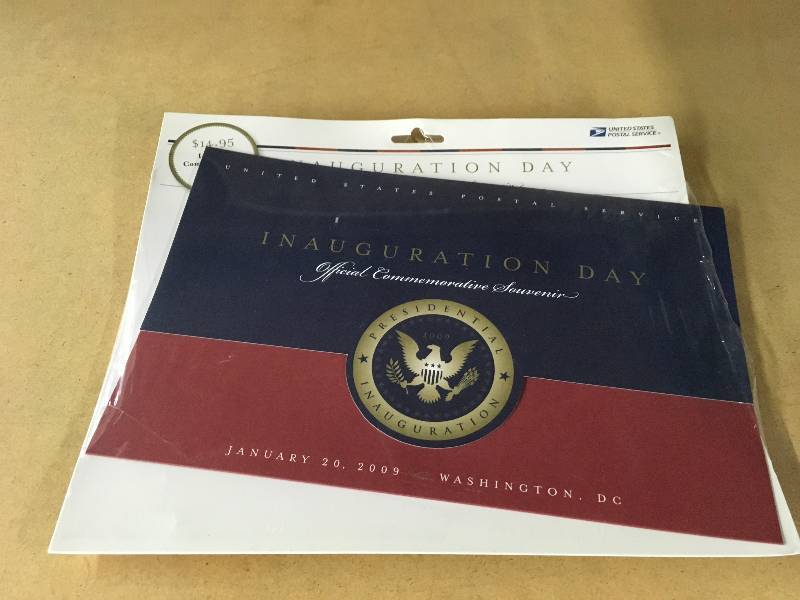 UNITED STATES
POSTAL SERVICE
$14.95
INAUGURATION DAY
UNITED STATES POSTAL SERVICE
INAUGURATION DAY
Official Commemorative Souvenir
PRESIDENTIAL
2009
INAUGURATION
JANUARY 20, 2009 WASHINGTON, DC